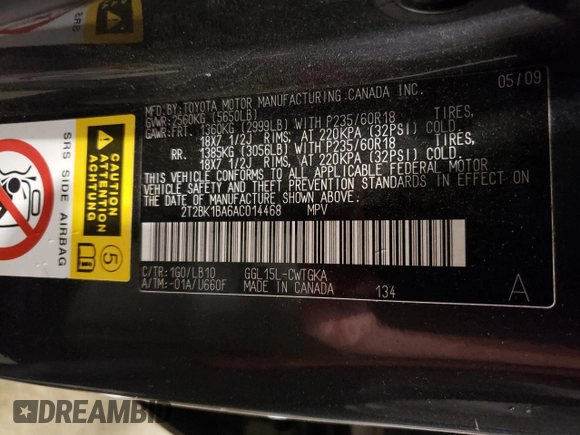 05/09
MFD.BY:TOYOTA MOTOR MANUFACTURING CANADA INC.
GVWR:2560KG (5650LB)
GAWR:FRT. 1360KG (2999LB) WITH P235/60R18 TIRES,
18X7 1/2J RIMS, AT 220KPA (32PSI) COLD.
RR. 1385KG (3056LB) WITH P235/60R18 TIRES,
18X7 1/2J RIMS, AT 220KPA (32PSI) COLD.
THIS VEHICLE CONFORMS TO ALL APPLICABLE FEDERAL MOTOR
VEHICLE SAFETY AND THEFT PREVENTION STANDARDS IN EFFECT ON
THE DATE OF MANUFACTURE SHOWN ABOVE.
2T2BK1BA6AC014468 MPV
C/TR:1G0/LB10 GGL15L-CWTGKA
A/TM:-01A/U660F MADE IN CANADA 134 A
SRS SIDE AIRBAG
CAUTION
ATTENTION
ACHTUNG
5
SRS
DREAMBID